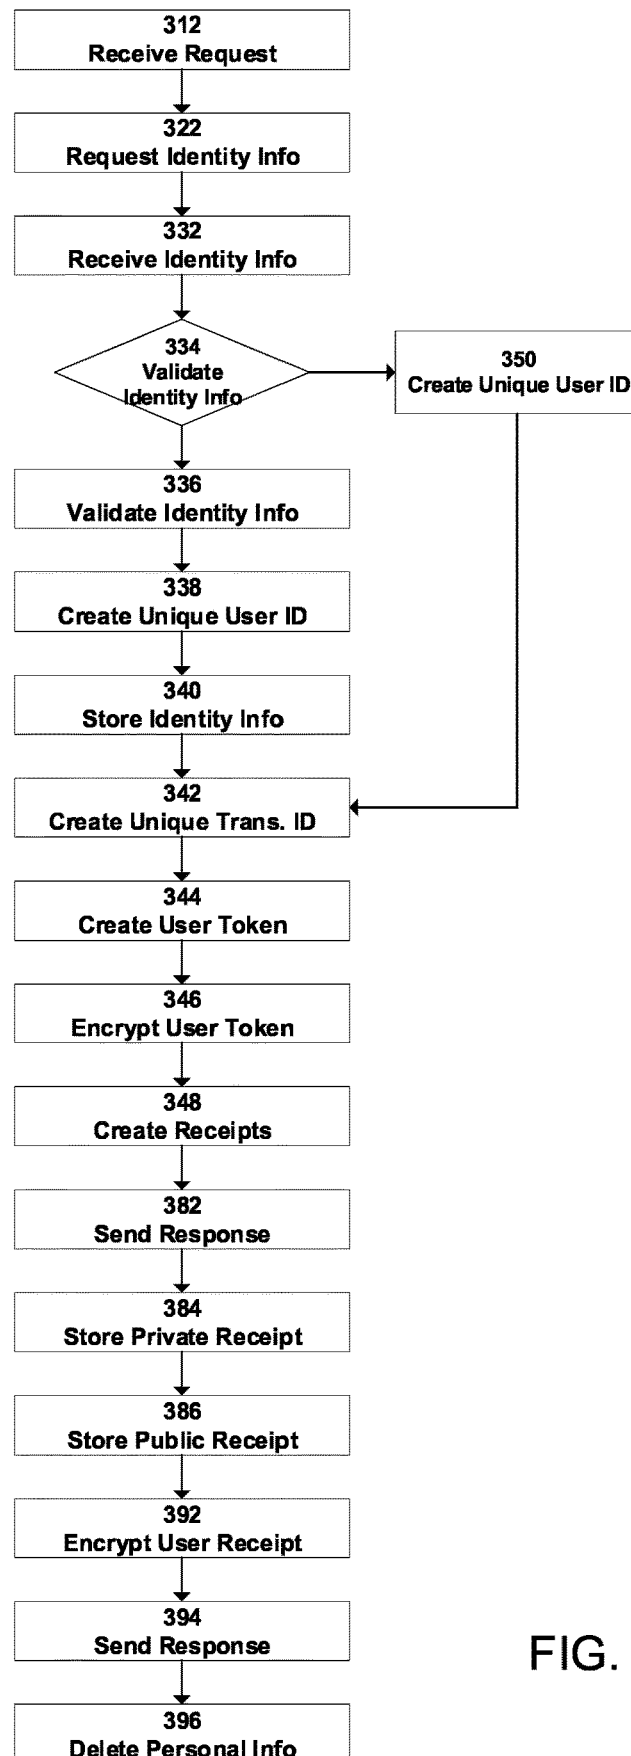 312
Receive Request
322
Request Identity Info
332
Receive Identity Info
334
Validate
Identity Info
350
Create Unique User ID
336
Validate Identity Info
338
Create Unique User ID
340
Store Identity Info
342
Create Unique Trans. ID
344
Create User Token
346
Encrypt User Token
348
Create Receipts
382
Send Response
384
Store Private Receipt
386
Store Public Receipt
392
Encrypt User Receipt
394
Send Response
396
Delete Personal Info
FIG.